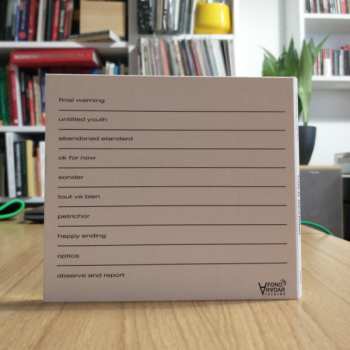 final warning
untitled youth
abandoned standard
ok for now
sonder
tout va bien
petrichor
happy ending
optics
observe and report
FOND